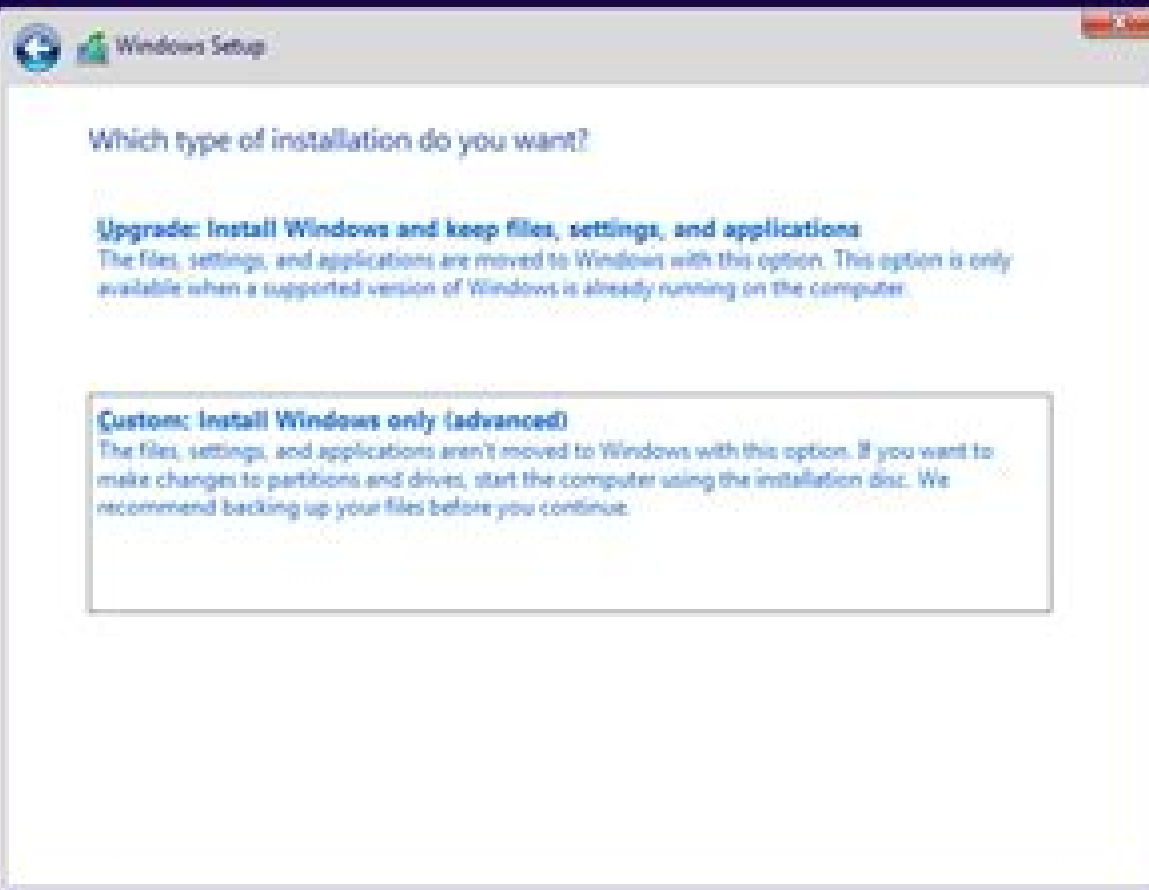 Windows Setup
Which type of installation do you want?
Upgrade: Install Windows and keep files, settings, and applications
The files, settings, and applications are moved to Windows with this option. This option is only
available when a supported version of Windows is already running on the computer.
Custom: Install Windows only (advanced)
The files, settings, and applications aren't moved to Windows with this option. If you want to
make changes to partitions and drives, start the computer using the installation disc. We
recommend backing up your files before you continue.